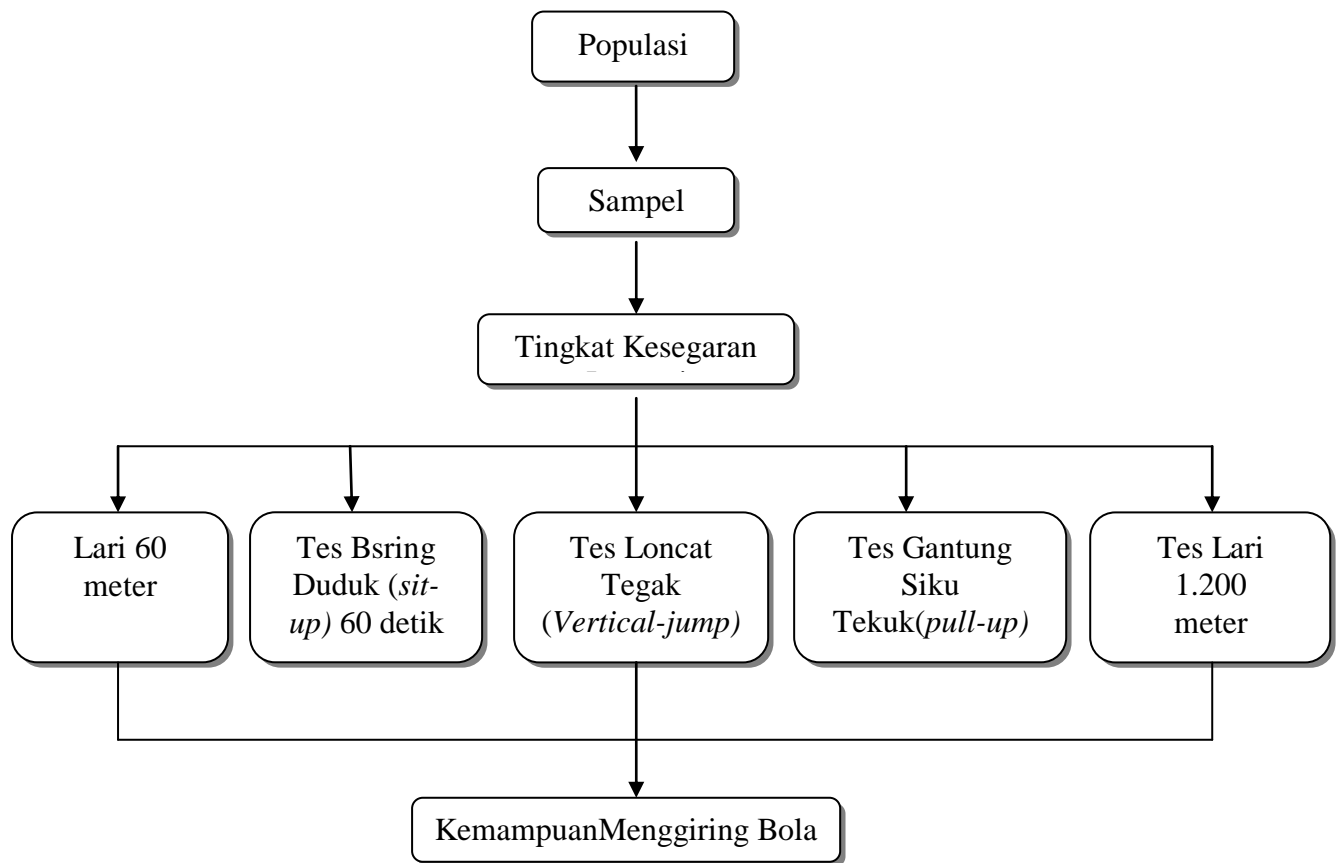 Populasi
Sampel
Tingkat Kesegaran
Lari 60
meter
Tes Bsring
Duduk (sit-
up) 60 detik
Tes Loncat
Tegak
(Vertical-jump)
Tes Gantung
Siku
Tekuk(pull-up)
Tes Lari
1.200
meter
KemampuanMenggiring Bola